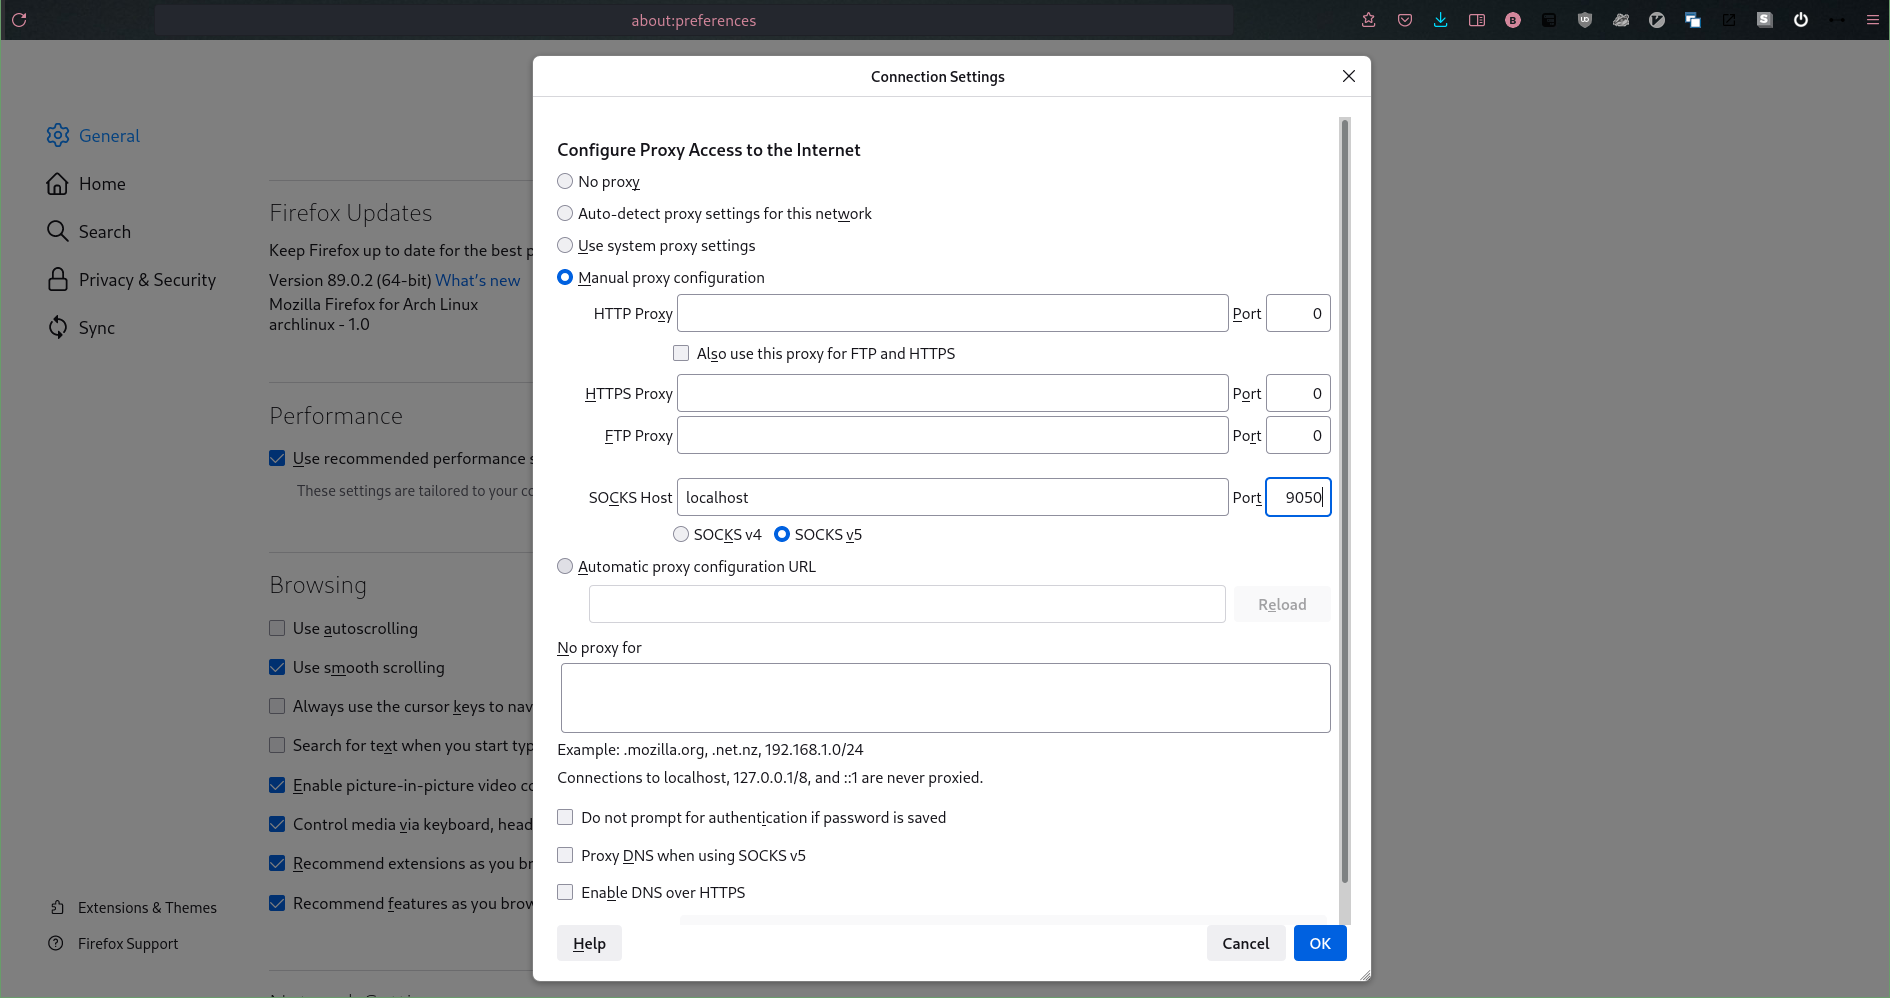 about:preferences
B
UD
S
General
Home
Search
Privacy & Security
Sync
Extensions & Themes
Firefox Support
Firefox Updates
Keep Firefox up to date for the best
Version 89.0.2 (64-bit) What's new
Mozilla Firefox for Arch Linux
archlinux - 1.0
Performance
Use recommended performance
These settings are tailored to your
Browsing
Use autoscrolling
Use smooth scrolling
Always use the cursor keys to
Search for text when you start
Enable picture-in-picture video
Control media via keyboard,
Recommend extensions as you
Recommend features as you
Connection Settings
Configure Proxy Access to the Internet
No proxy
Auto-detect proxy settings for this network
Use system proxy settings
Manual proxy configuration
HTTP Proxy Port 0
Also use this proxy for FTP and HTTPS
HTTPS Proxy Port 0
FTP Proxy Port 0
SOCKS Host localhost Port 9050
SOCKS v4 SOCKS v5
Automatic proxy configuration URL
Reload
No proxy for
Example: .mozilla.org, .net.nz, 192.168.1.0/24
Connections to localhost, 127.0.0.1/8, and ::1 are never proxied.
Do not prompt for authentication if password is saved
Proxy DNS when using SOCKS v5
Enable DNS over HTTPS
Help Cancel OK